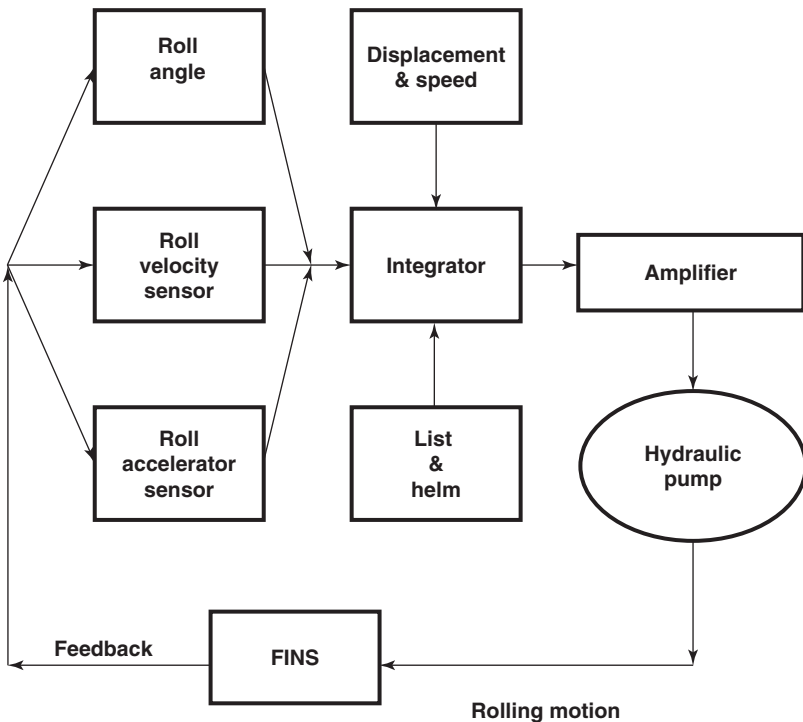 Roll
angle
Displacement
& speed
Roll
velocity
sensor
Integrator
Amplifier
Roll
accelerator
sensor
List
&
helm
Hydraulic
pump
Feedback
FINS
Rolling motion